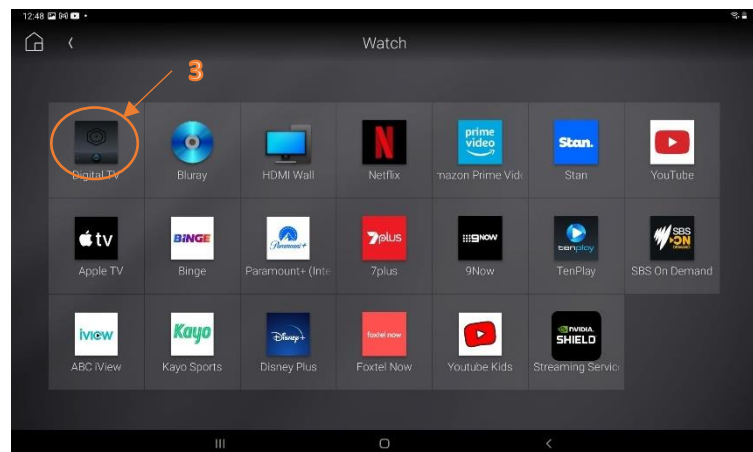 12:48
Watch
3
prime
video
Stan.
Digital TV
Bluray
HDMI Wall
Netflix
mazon Prime Vid
Stan
YouTube
tv
BINGE
Paramount+
7plus
9NOW
tenplay
SBS
ON
DEMAND
Apple TV
Binge
Paramount+ (Inte
7plus
9Now
TenPlay
SBS On Demand
iview
Kayo
Disney+
foxtel now
NVIDIA.
SHIELD
ABC iView
Kayo Sports
Disney Plus
Foxtel Now
Youtube Kids
Streaming Servic